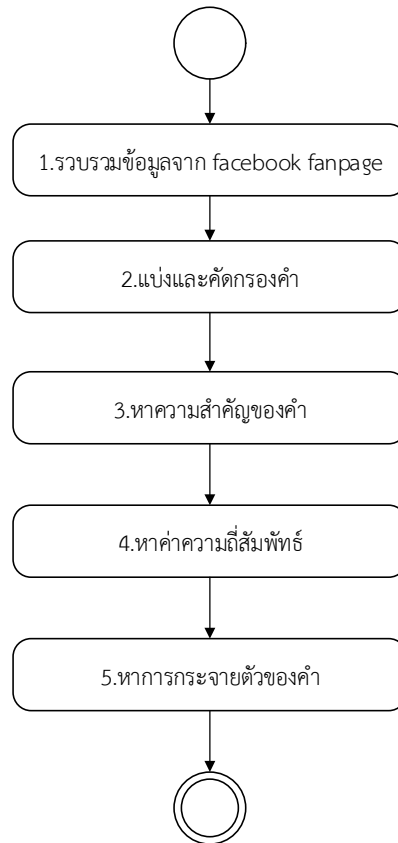 1.รวบรวมข้อมูลจาก facebook fanpage
2.แบ่งและคัดกรองคำ
3.หาความสำคัญของคำ
4.หาค่าความถี่สัมพัทธ์
5.หาการกระจายตัวของคำ